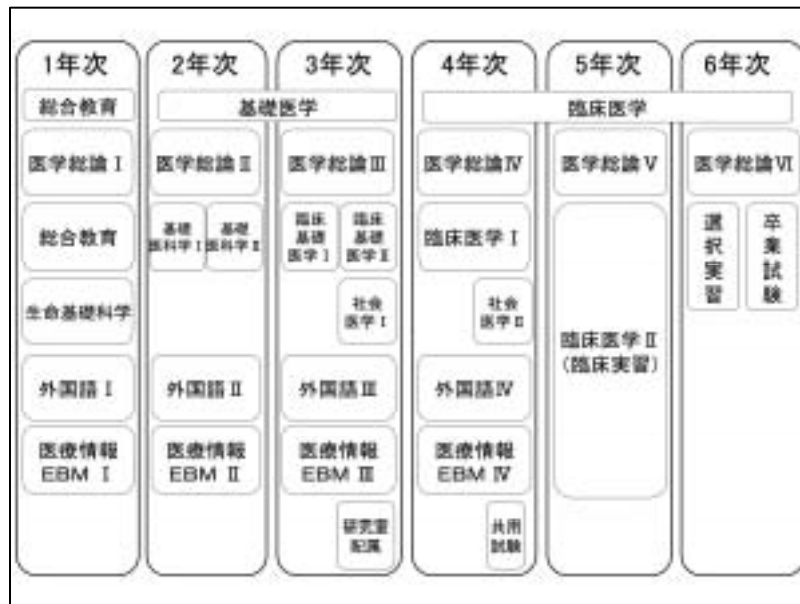 1年次
2年次
3年次
4年次
5年次
6年次
総合教育
基礎医学
臨床医学
医学総論Ⅰ
医学総論Ⅱ
医学総論Ⅲ
医学総論Ⅳ
医学総論Ⅴ
医学総論Ⅵ
総合教育
基礎
医科学Ⅰ
基礎
医科学Ⅱ
臨床
基礎
医学Ⅰ
臨床
基礎
医学Ⅱ
臨床医学Ⅰ
選択実習
卒業試験
生命基礎科学
社会
医学Ⅰ
社会
医学Ⅱ
臨床医学Ⅱ
(臨床実習)
外国語Ⅰ
外国語Ⅱ
外国語Ⅲ
外国語Ⅳ
医療情報
EBM Ⅰ
医療情報
EBM Ⅱ
医療情報
EBM Ⅲ
医療情報
EBM Ⅳ
研究室
配属
共用
試験